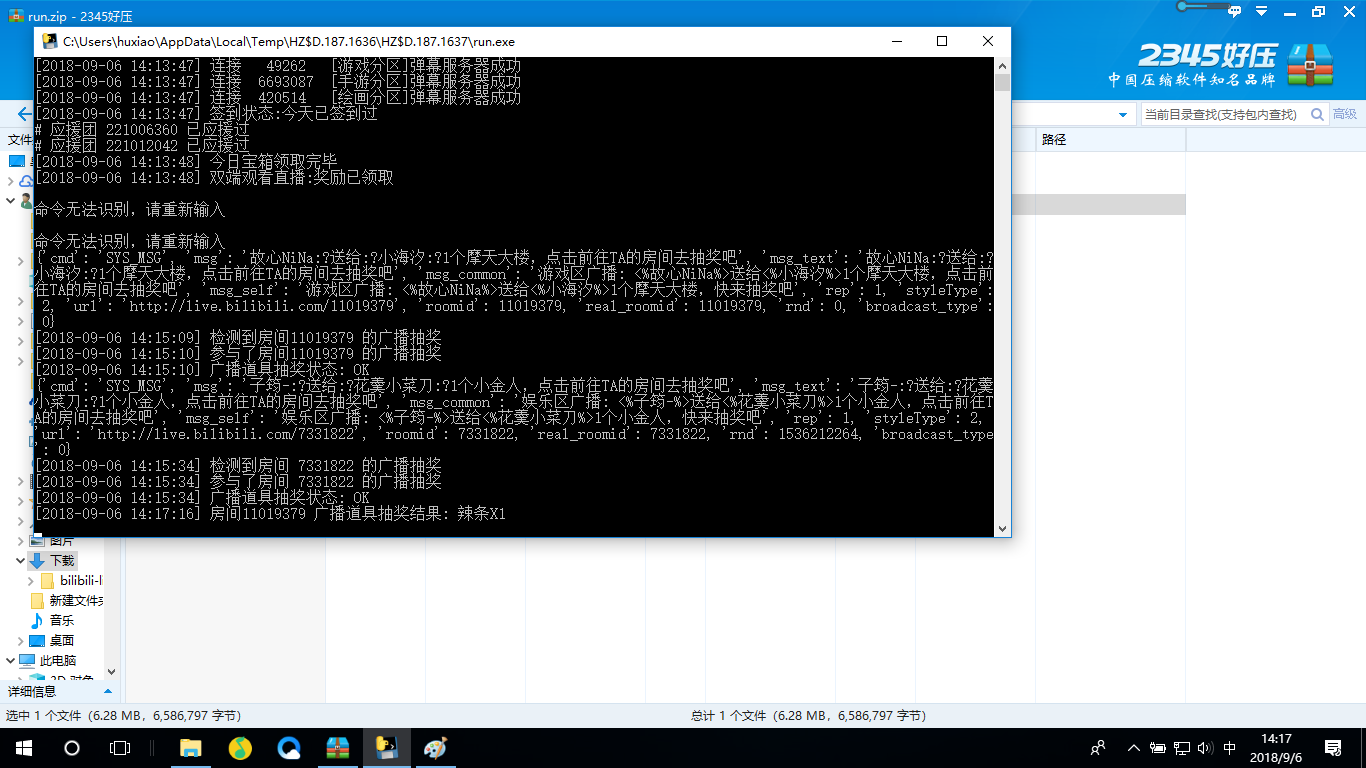 run.zip - 2345好压
C:\Users\huxiao\AppData\Local\Temp\HZ$D.187.1636\HZ$D.187.1637\run.exe
2345好压
中国压缩软件知名品牌
当前目录查找(支持包内查找)
高级
文件
路径
[2018-09-06 14:13:47] 连接   49262   [游戏分区]弹幕服务器成功
[2018-09-06 14:13:47] 连接  6693087  [手游分区]弹幕服务器成功
[2018-09-06 14:13:47] 连接  420514   [绘画分区]弹幕服务器成功
[2018-09-06 14:13:47] 签到状态:今天已签到过
# 应援团 221006360 已应援过
# 应援团 221012042 已应援过
[2018-09-06 14:13:48] 今日宝箱领取完毕
[2018-09-06 14:13:48] 双端观看直播:奖励已领取
命令无法识别，请重新输入
命令无法识别，请重新输入
{'cmd': 'SYS_MSG', 'msg': '故心NiNa:?送给:?小海汐:?1个摩天大楼，点击前往TA的房间去抽奖吧', 'msg_text': '故心NiNa:?送给:?
小海汐:?1个摩天大楼，点击前往TA的房间去抽奖吧', 'msg_common': '游戏区广播: <%故心NiNa%>送给<%小海汐%>1个摩天大楼，点击前
往TA的房间去抽奖吧', 'msg_self': '游戏区广播: <%故心NiNa%>送给<%小海汐%>1个摩天大楼，快来抽奖吧', 'rep': 1, 'styleType':
2, 'url': 'http://live.bilibili.com/11019379', 'roomid': 11019379, 'real_roomid': 11019379, 'rnd': 0, 'broadcast_type':
0}
[2018-09-06 14:15:09] 检测到房间11019379 的广播抽奖
[2018-09-06 14:15:10] 参与了房间11019379 的广播抽奖
[2018-09-06 14:15:10] 广播道具抽奖状态: OK
{'cmd': 'SYS_MSG', 'msg': '子筠-:?送给:?花羹小菜刀:?1个小金人，点击前往TA的房间去抽奖吧', 'msg_text': '子筠-:?送给:?花羹
小菜刀:?1个小金人，点击前往TA的房间去抽奖吧', 'msg_common': '娱乐区广播: <%子筠-%>送给<%花羹小菜刀%>1个小金人，点击前往T
A的房间去抽奖吧', 'msg_self': '娱乐区广播: <%子筠-%>送给<%花羹小菜刀%>1个小金人，快来抽奖吧', 'rep': 1, 'styleType': 2,
'url': 'http://live.bilibili.com/7331822', 'roomid': 7331822, 'real_roomid': 7331822, 'rnd': 1536212264, 'broadcast_type
': 0}
[2018-09-06 14:15:34] 检测到房间 7331822 的广播抽奖
[2018-09-06 14:15:34] 参与了房间 7331822 的广播抽奖
[2018-09-06 14:15:34] 广播道具抽奖状态: OK
[2018-09-06 14:17:16] 房间11019379 广播道具抽奖结果: 辣条X1
图片
下载
bilibili-l
新建文件夹
音乐
桌面
此电脑
3D 对象
详细信息
选中 1 个文件（6.28 MB，6,586,797 字节）
总计 1 个文件（6.28 MB，6,586,797 字节）
中
14:17
2018/9/6